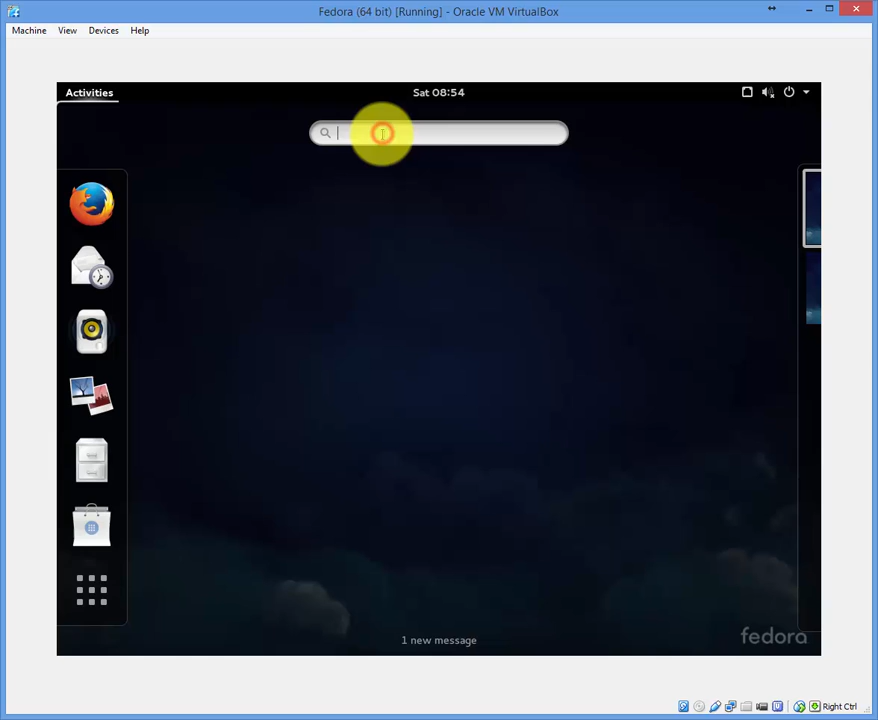 Fedora (64 bit) [Running] - Oracle VM VirtualBox
Machine View Devices Help
Activities
Sat 08:54
1 new message
fedora
Right Ctrl